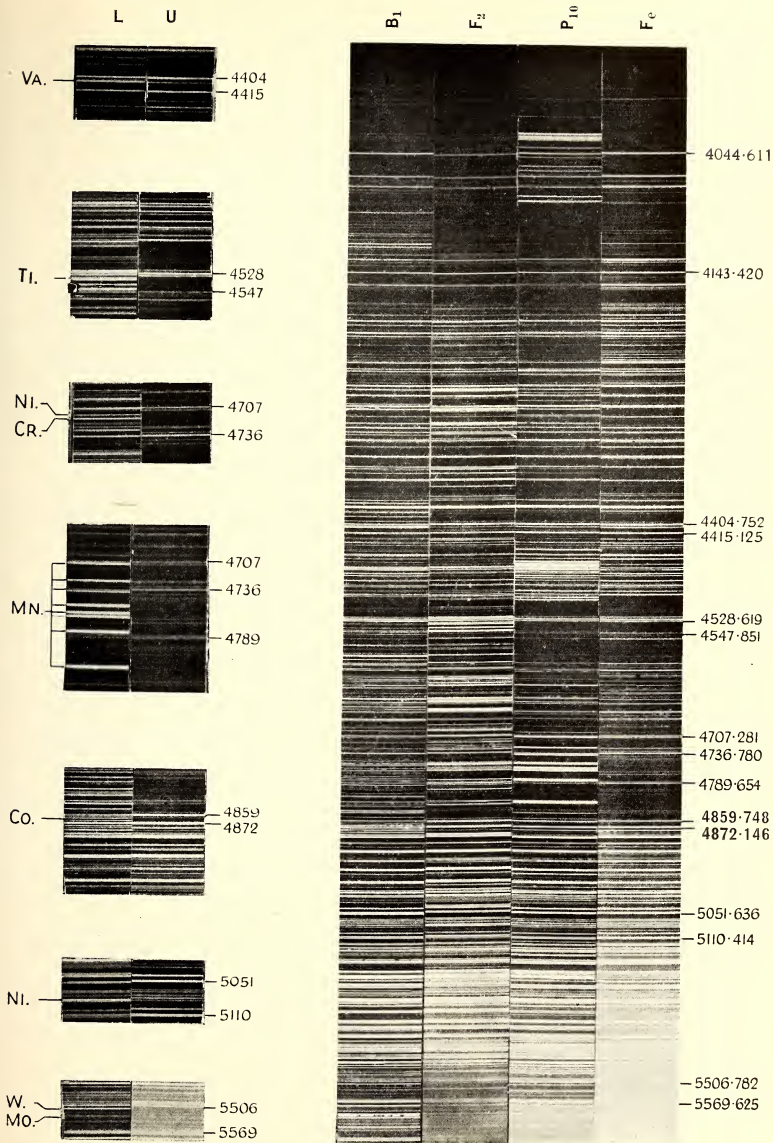 L U
VA.
4404
4415
TI.
4528
4547
NI.
CR.
4707
4736
MN.
4707
4736
4789
CO.
4859
4872
NI.
5051
5110
W.
MO.
5506
5569
B1 F2 P10 Fe
4044·611
4143·420
4404·752
4415·125
4528·619
4547·851
4707·281
4736·780
4789·654
4859·748
4872·146
5051·636
5110·414
5506·782
5569·625